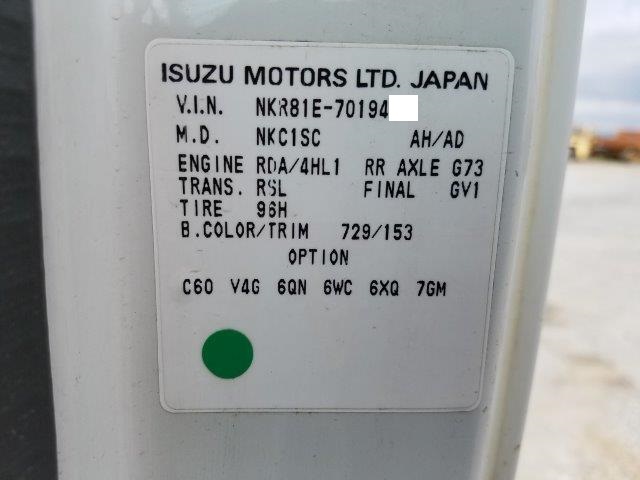 ISUZU MOTORS LTD. JAPAN
V.I.N. NKR81E-70194
M.D. NKC1SC AH/AD
ENGINE RDA/4HL1 RR AXLE G73
TRANS. RSL FINAL GV1
TIRE 96H
B.COLOR/TRIM 729/153
OPTION
C60 V4G 6QN 6WC 6XQ 7GM